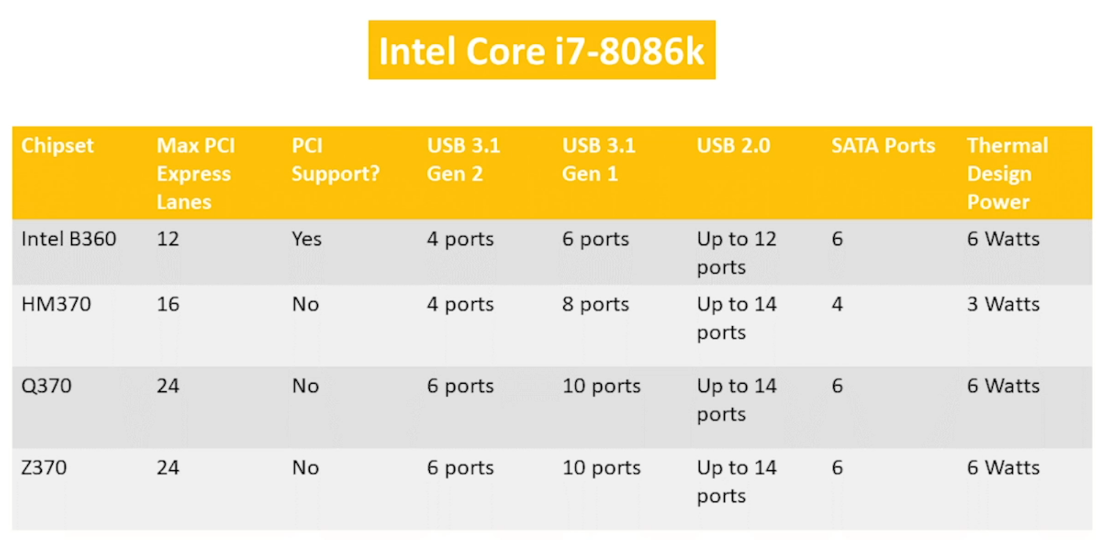 Intel Core i7-8086k
Chipset Max PCI Express Lanes PCI Support? USB 3.1 Gen 2 USB 3.1 Gen 1 USB 2.0 SATA Ports Thermal Design Power
Intel B360 12 Yes 4 ports 6 ports Up to 12 ports 6 6 Watts
HM370 16 No 4 ports 8 ports Up to 14 ports 4 3 Watts
Q370 24 No 6 ports 10 ports Up to 14 ports 6 6 Watts
Z370 24 No 6 ports 10 ports Up to 14 ports 6 6 Watts